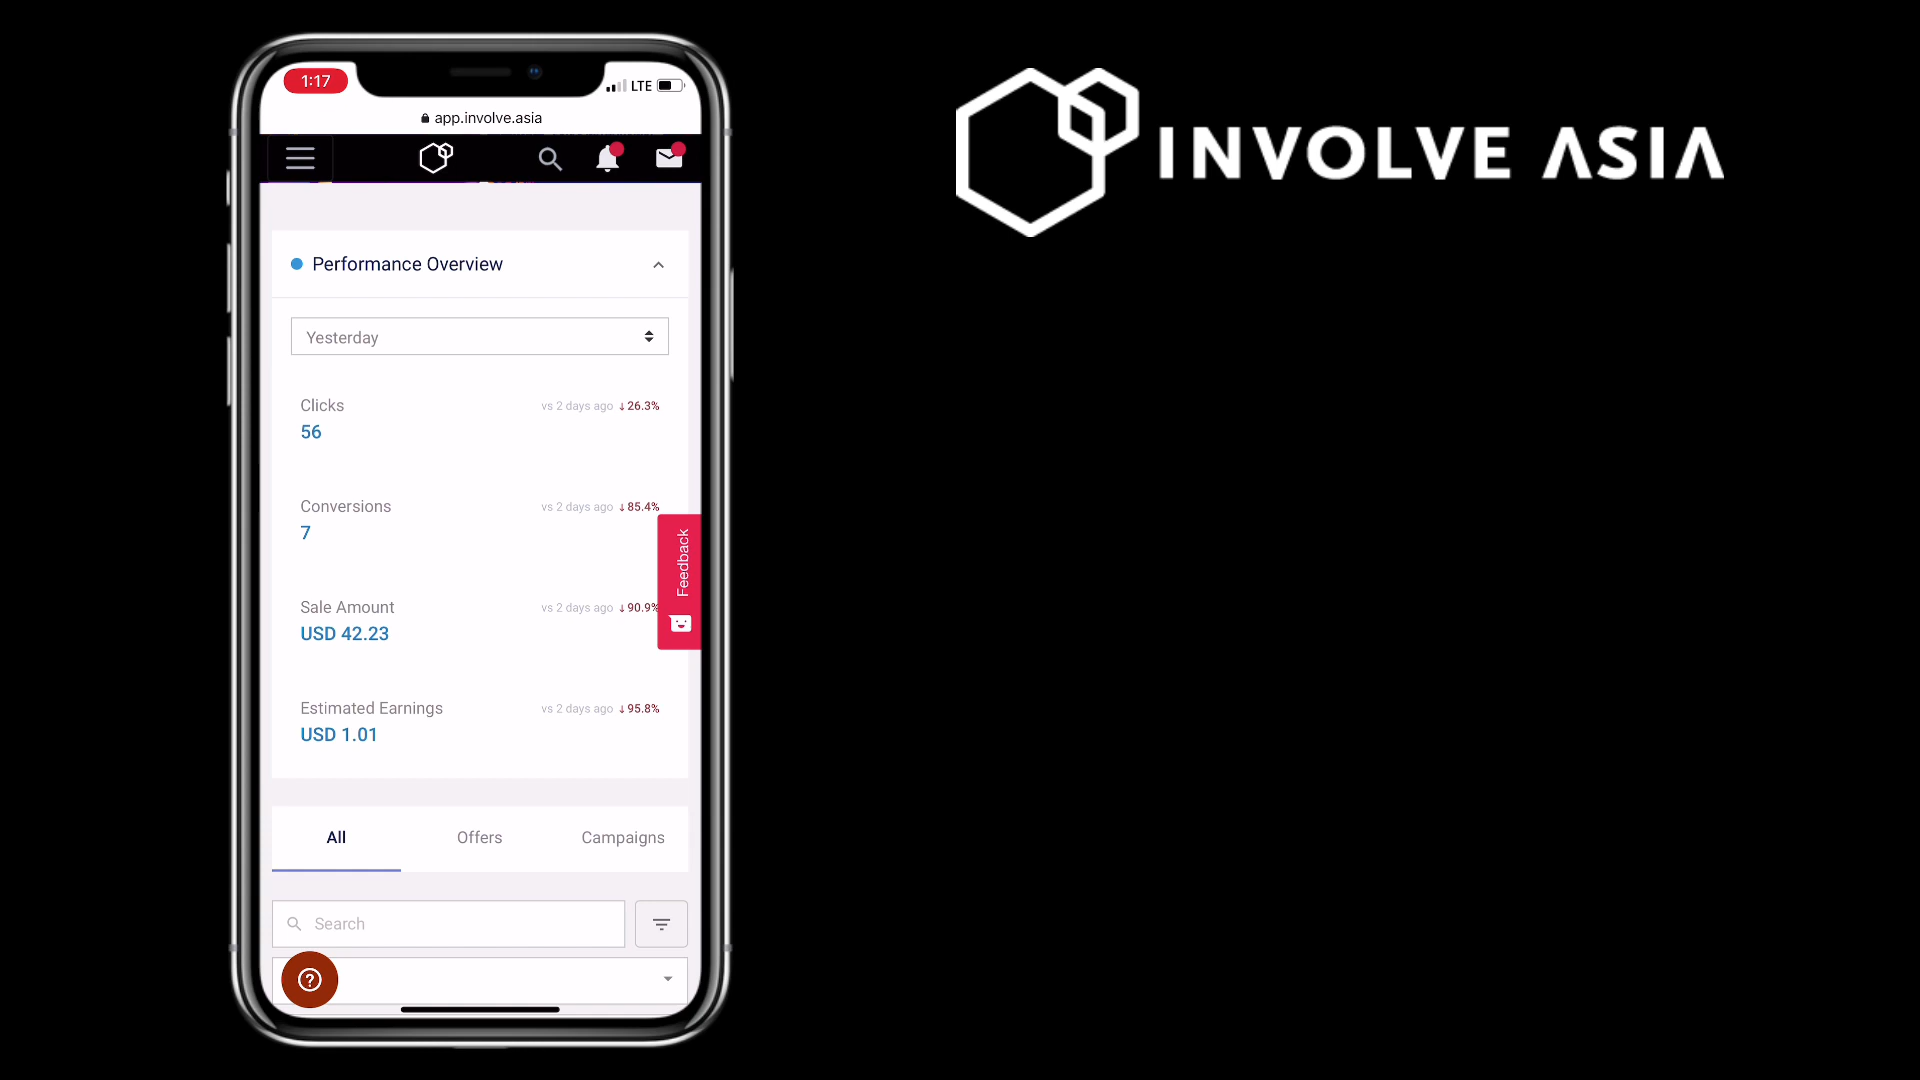 1:17
LTE
app.involve.asia
INVOLVE ASIA
Performance Overview
Yesterday
Clicks
vs 2 days ago ↓26.3%
56
Conversions
vs 2 days ago ↓85.4%
7
Feedback
Sale Amount
vs 2 days ago ↓90.9%
USD 42.23
Estimated Earnings
vs 2 days ago ↓95.8%
USD 1.01
All
Offers
Campaigns
Search
?